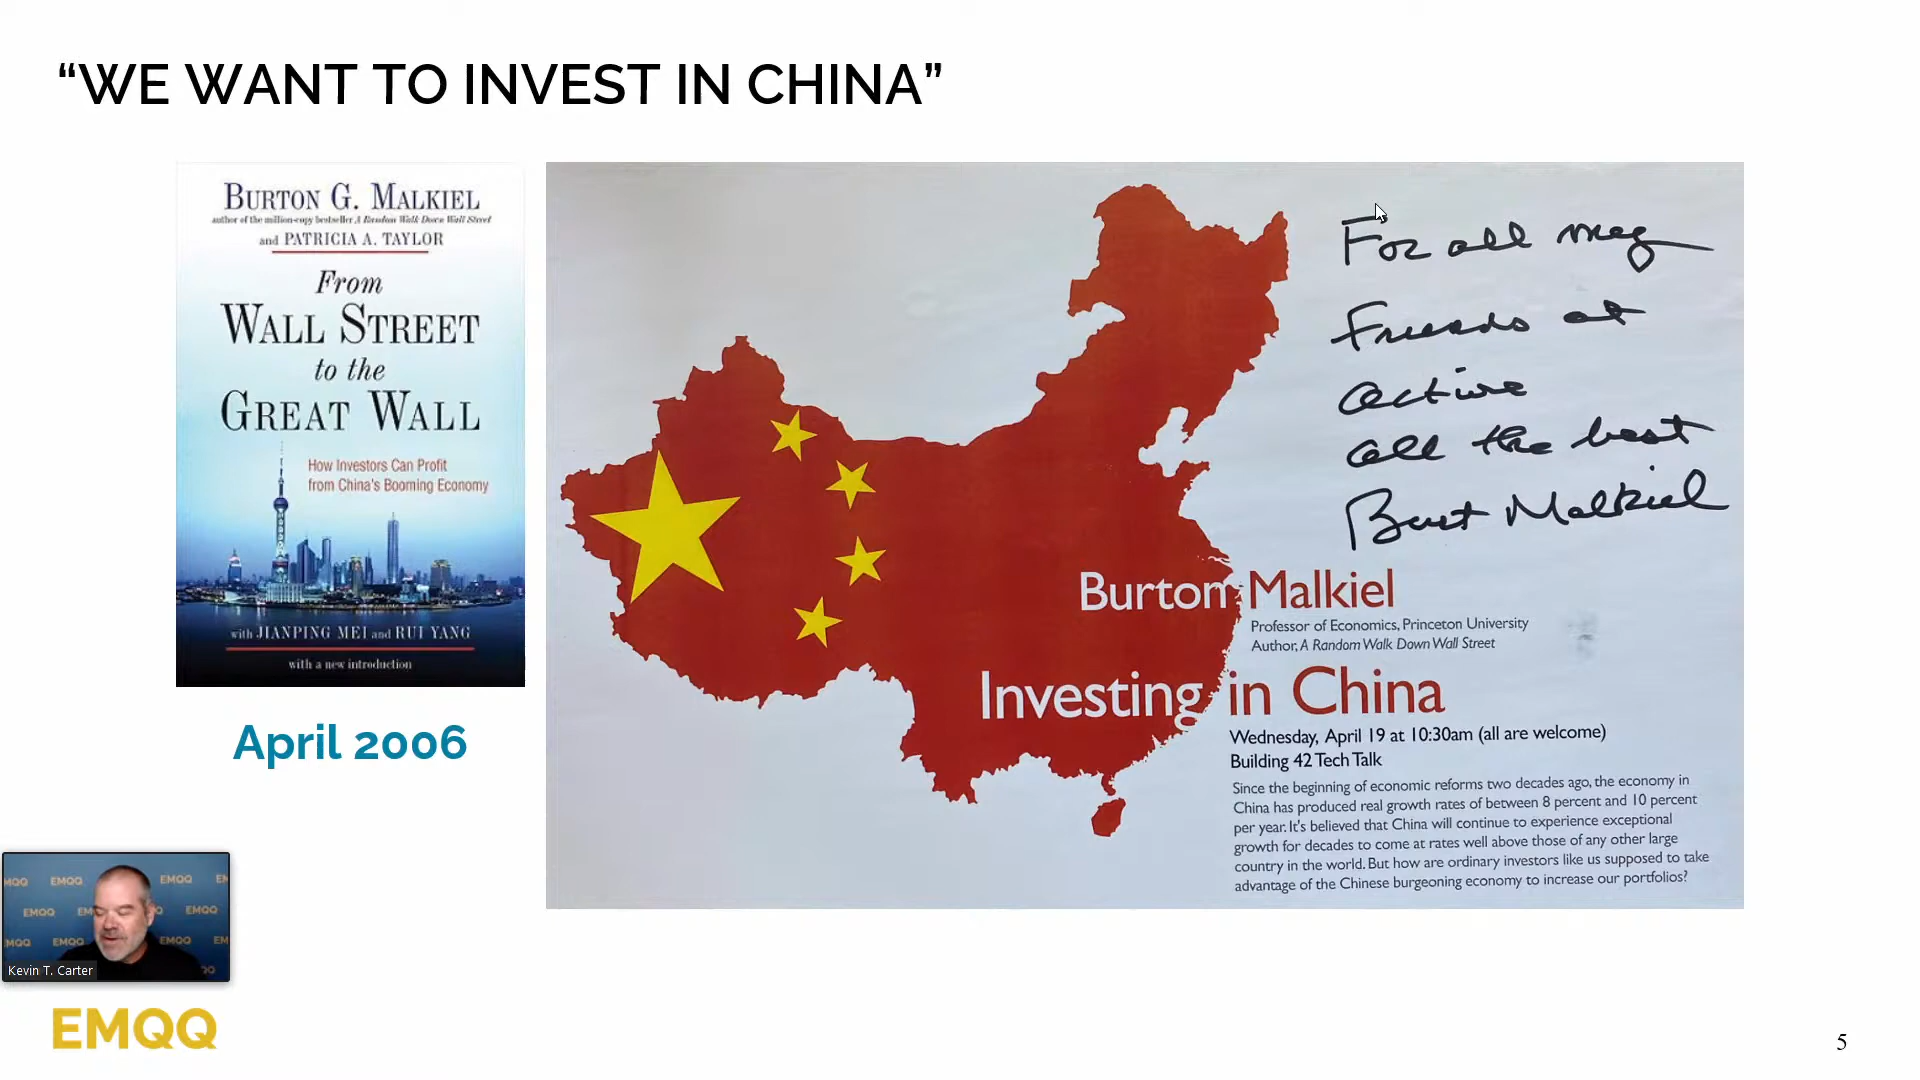 “WE WANT TO INVEST IN CHINA”
BURTON G. MALKIEL
author of the million-copy bestseller A Random Walk Down Wall Street
and PATRICIA A. TAYLOR
From
WALL STREET
to the
GREAT WALL
How Investors Can Profit
from China's Booming Economy
with JIANPING MEI and RUI YANG
with a new introduction
April 2006
For all my
friends at
active
all the best
Burt Malkiel
Burton Malkiel
Professor of Economics, Princeton University
Author, A Random Walk Down Wall Street
Investing in China
Wednesday, April 19 at 10:30am (all are welcome)
Building 42 Tech Talk
Since the beginning of economic reforms two decades ago, the economy in
China has produced real growth rates of between 8 percent and 10 percent
per year. It's believed that China will continue to experience exceptional
growth for decades to come at rates well above those of any other large
country in the world. But how are ordinary investors like us supposed to take
advantage of the Chinese burgeoning economy to increase our portfolios?
EMQQ EMQQ
EMQQ
EMQQ EMQQ
EMQQ EMQQ
Kevin T. Carter
EMQQ
5